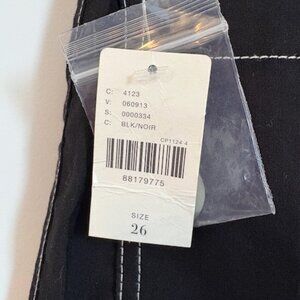 C: 4123
V: 060913
S: 0000334
C: BLK/NOIR
CP1124-4
88179775
SIZE
26